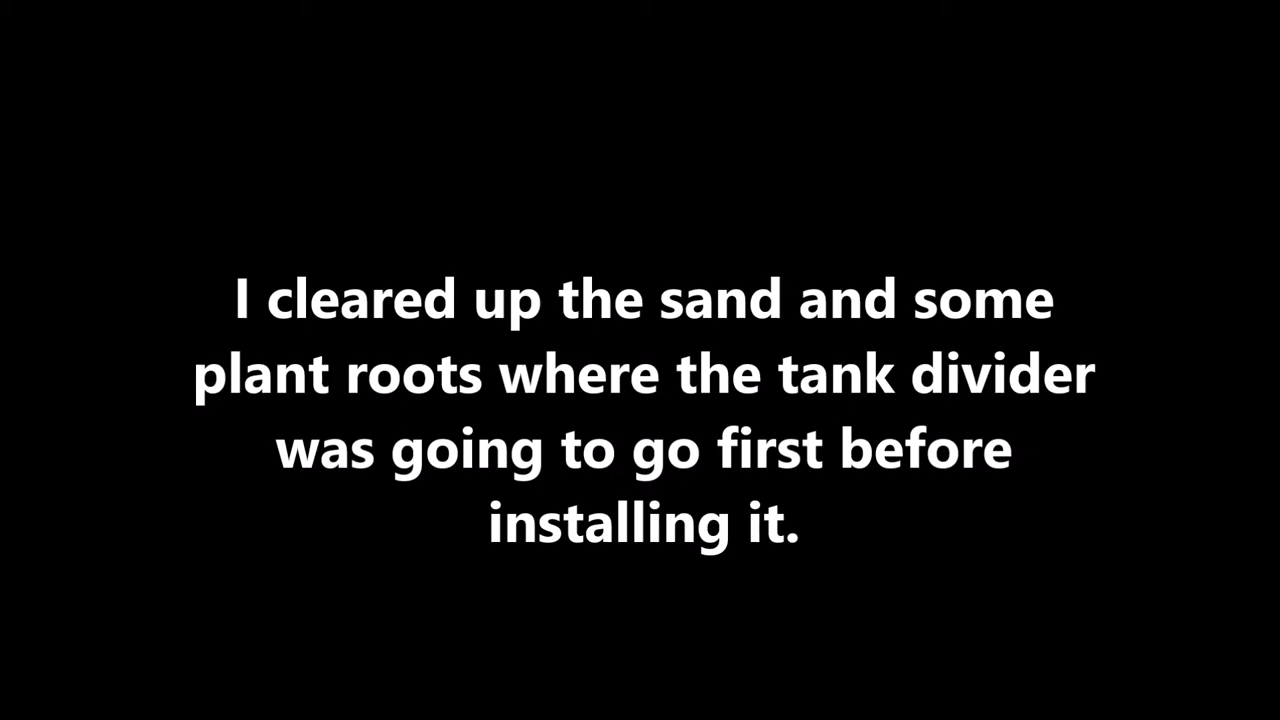 I cleared up the sand and some
plant roots where the tank divider
was going to go first before
installing it.